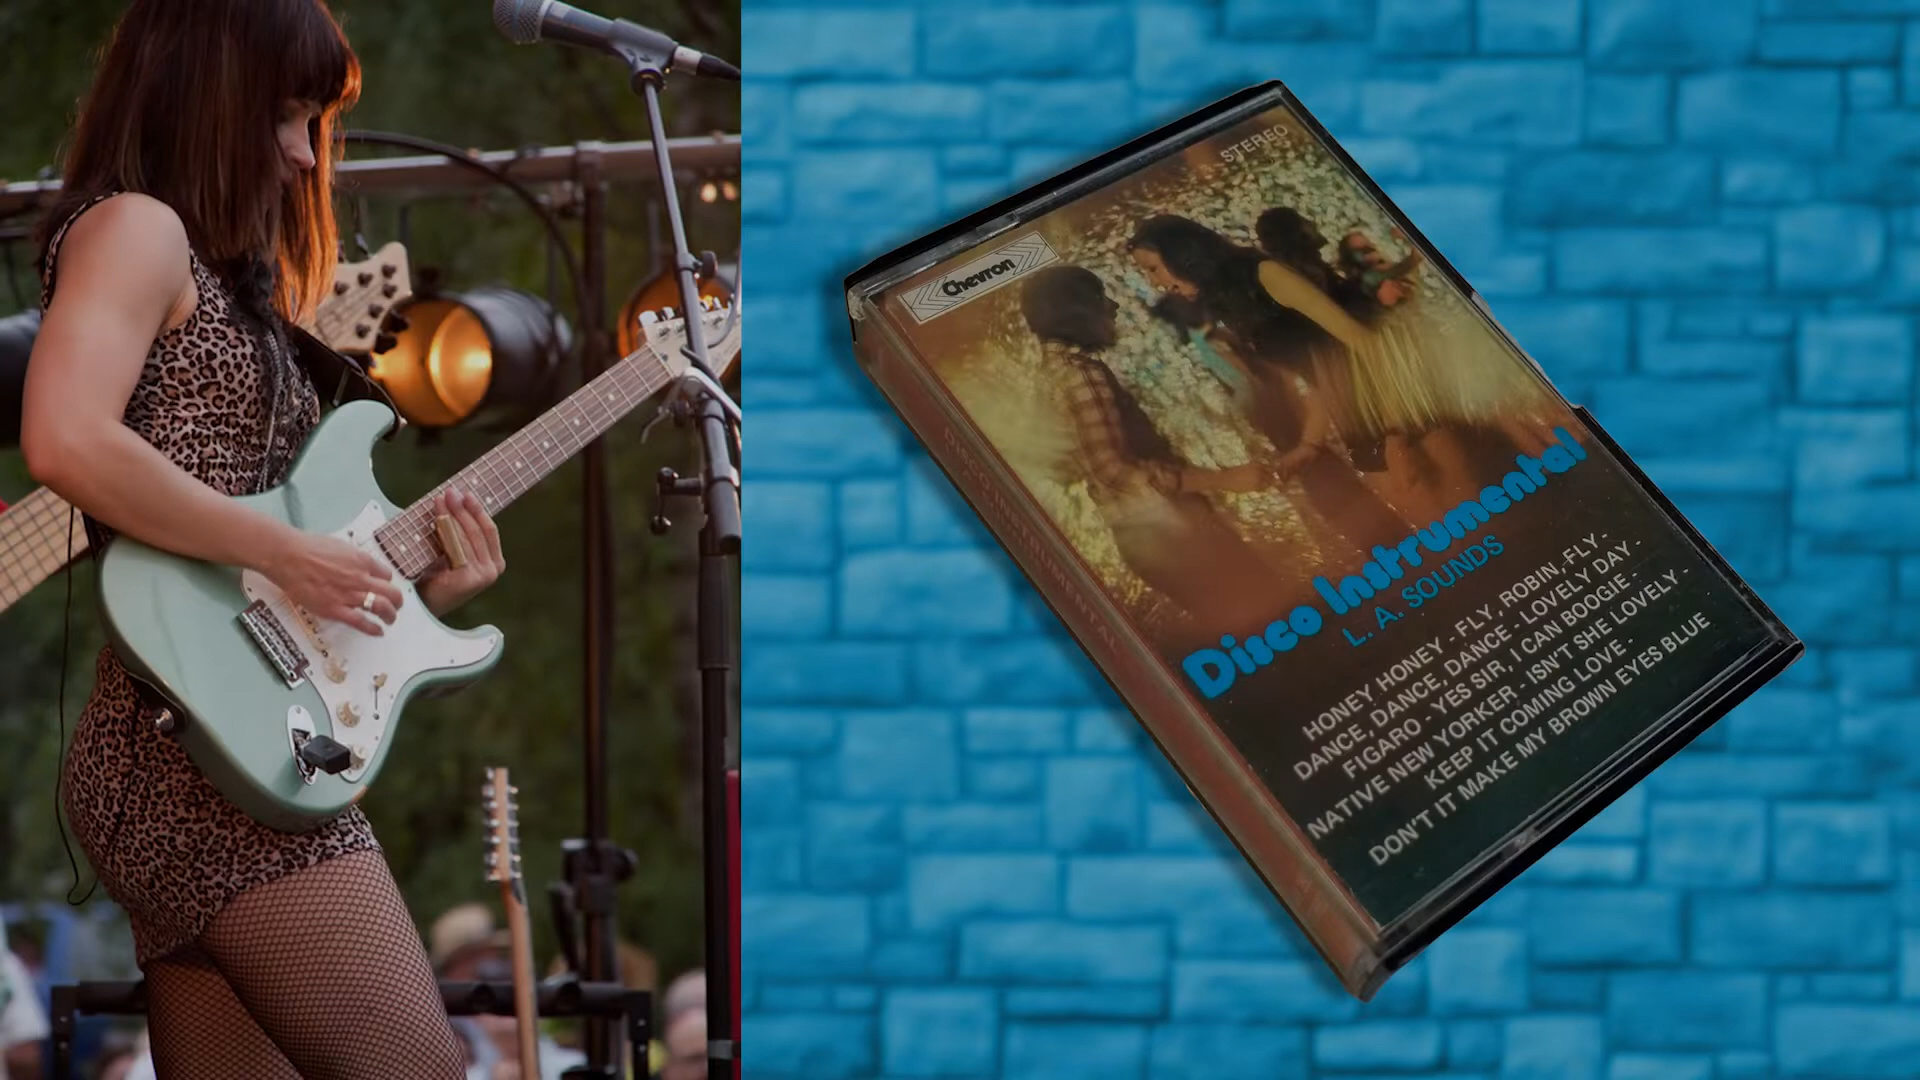 STEREO
Chevron
Disco Instrumental
L. A. SOUNDS
HONEY, HONEY - FLY, ROBIN, FLY -
DANCE, DANCE, DANCE - LOVELY DAY -
FIGARO - YES SIR, I CAN BOOGIE -
NATIVE NEW YORKER - ISN'T SHE LOVELY -
KEEP IT COMING LOVE -
DON'T IT MAKE MY BROWN EYES BLUE
DISCO INSTRUMENTAL